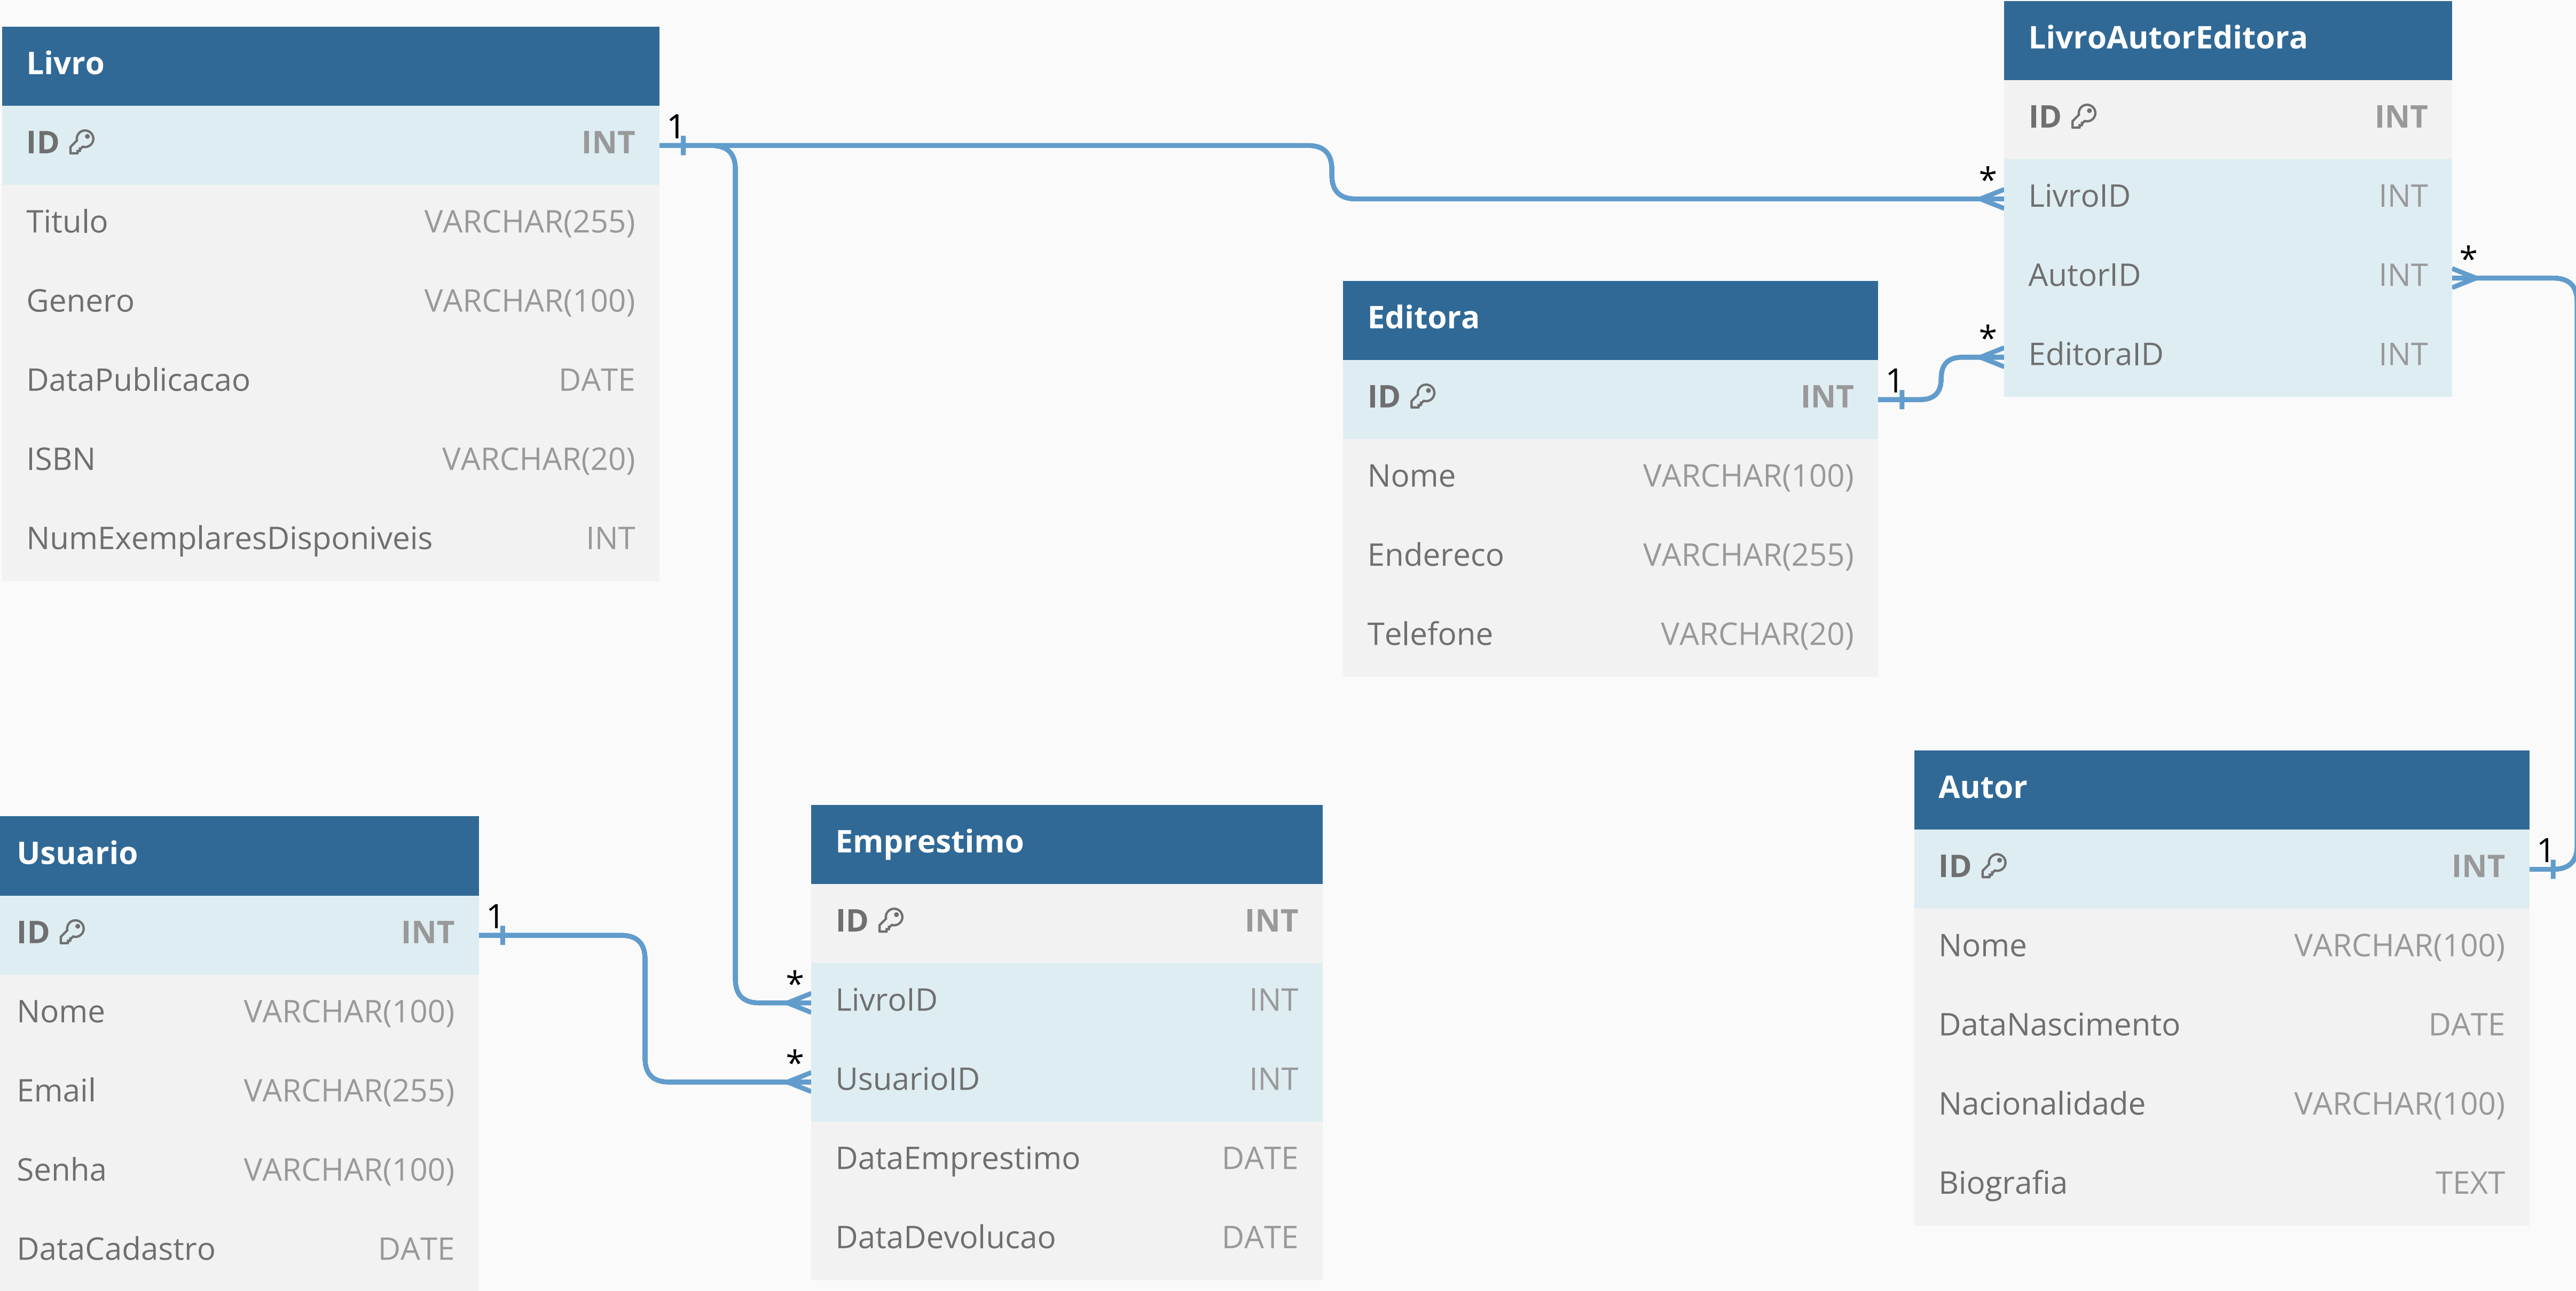 Livro
ID INT
Titulo VARCHAR(255)
Genero VARCHAR(100)
DataPublicacao DATE
ISBN VARCHAR(20)
NumExemplaresDisponiveis INT
1
*
LivroAutorEditora
ID INT
LivroID INT
AutorID INT
EditoraID INT
*
*
1
Editora
ID INT
Nome VARCHAR(100)
Endereco VARCHAR(255)
Telefone VARCHAR(20)
Usuario
ID INT
Nome VARCHAR(100)
Email VARCHAR(255)
Senha VARCHAR(100)
DataCadastro DATE
1
*
*
Emprestimo
ID INT
LivroID INT
UsuarioID INT
DataEmprestimo DATE
DataDevolucao DATE
Autor
ID INT
Nome VARCHAR(100)
DataNascimento DATE
Nacionalidade VARCHAR(100)
Biografia TEXT
1